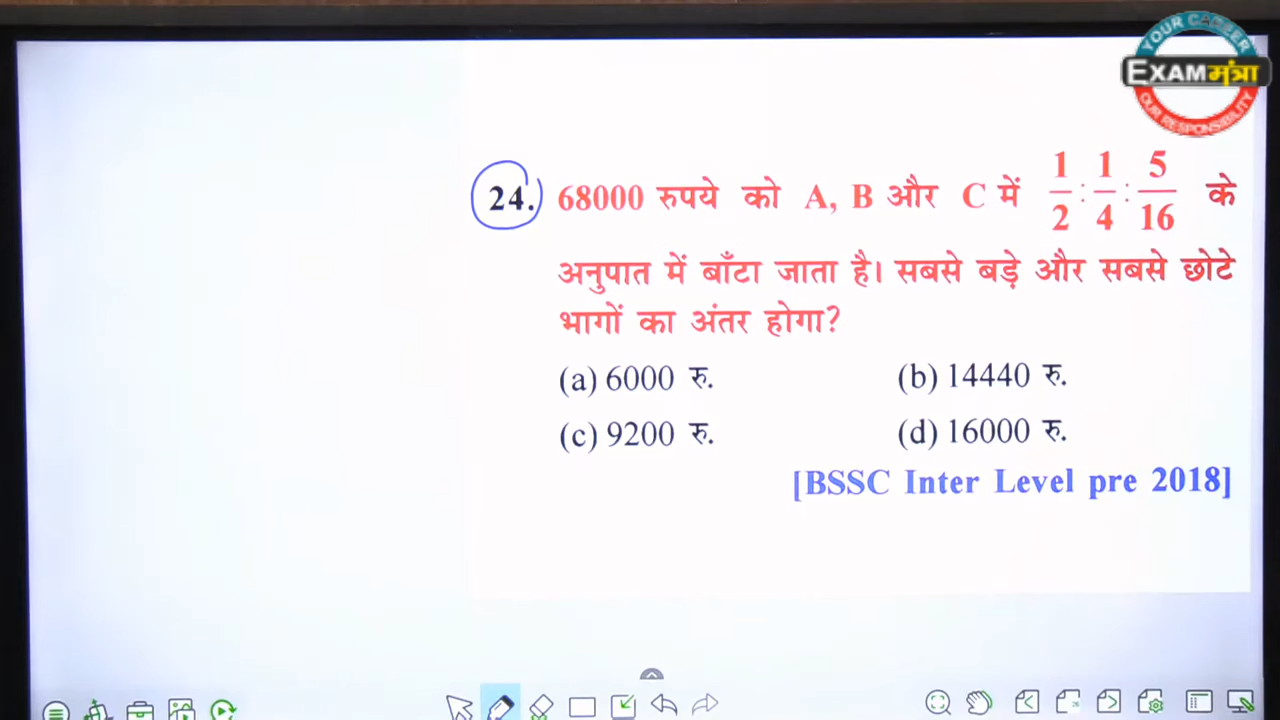 YOUR CAREER
EXAMमंत्रा
OUR RESPONSIBILITY
24. 68000 रुपये को A, B और C में 1/2 : 1/4 : 5/16 के
अनुपात में बाँटा जाता है। सबसे बड़े और सबसे छोटे
भागों का अंतर होगा?
(a) 6000 रु. (b) 14440 रु.
(c) 9200 रु. (d) 16000 रु.
[BSSC Inter Level pre 2018]